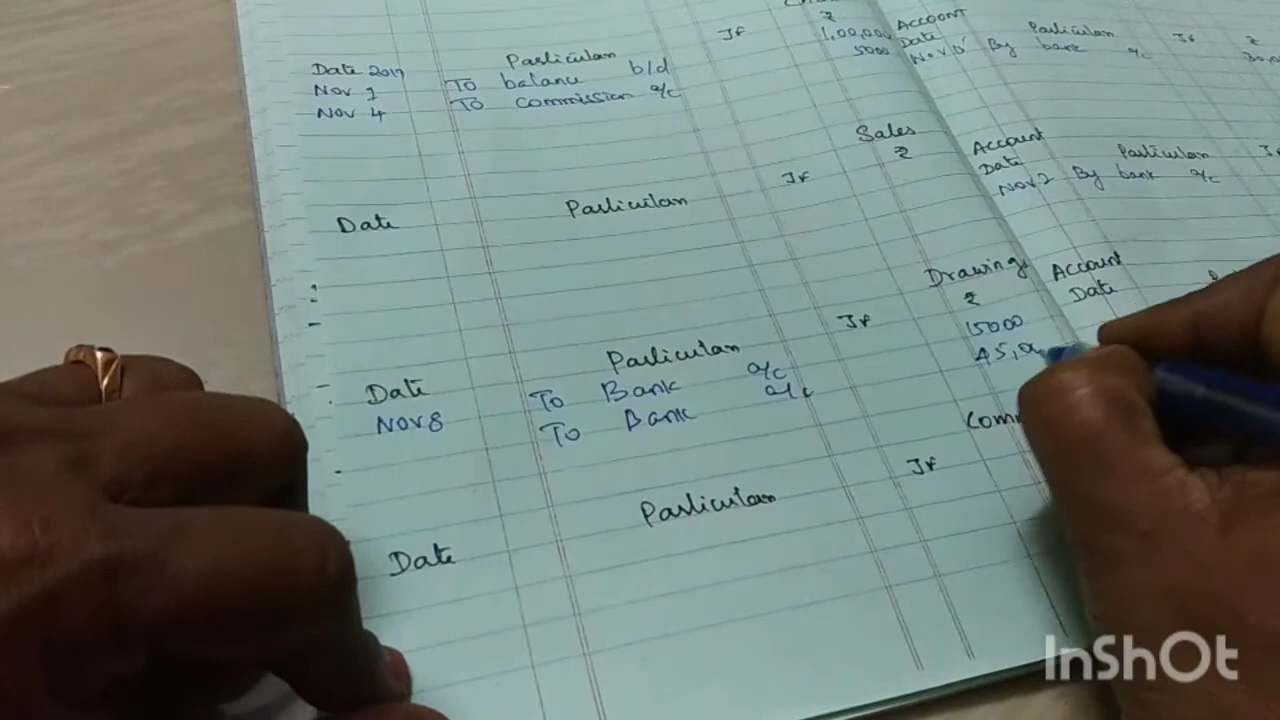 Account
Date 2017 Particulars Jf ₹ Date Particulars Jf ₹
Nov 1 To balance b/d 1,00,000 Nov 10 By bank a/c
Nov 4 To commission a/c 5000
Sales Account
Date Particulars Jf ₹ Date Particulars Jf
Nov 2 By bank a/c
Drawings Account
Date Particulars Jf ₹ Date
Nov 8 To Bank a/c 15000
To Bank a/c
Date Particulars Jf
InShOt